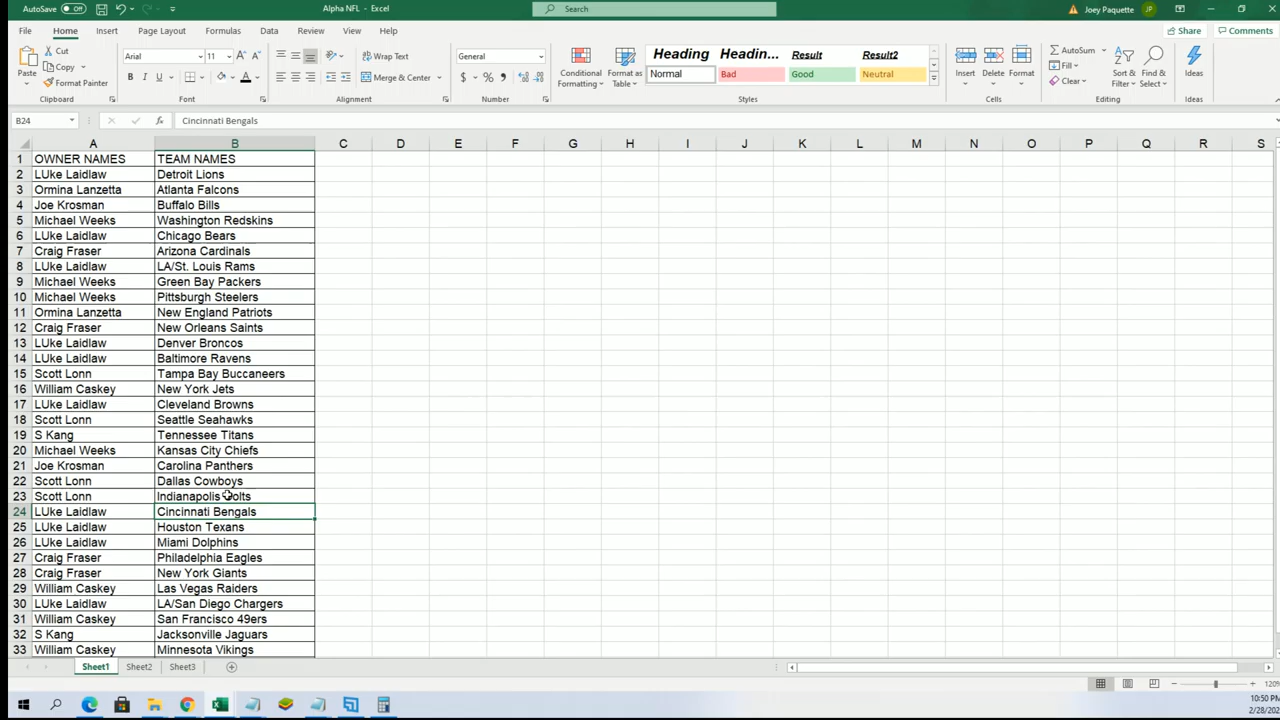 AutoSave Off Alpha NFL - Excel Search Joey Paquette JP
File Home Insert Page Layout Formulas Data Review View Help Share Comments
Paste Cut Copy Format Painter Clipboard
Arial 11 B I U A A A Font
Wrap Text Merge & Center Alignment
General $ % Number
Conditional Formatting Format as Table
Heading Headin... Result Result2
Normal Bad Good Neutral
Styles
Insert Delete Format Cells
AutoSum Fill Clear Sort & Filter Find & Select Editing
Ideas Ideas
B24 fx Cincinnati Bengals
A B C D E F G H I J K L M N O P Q R S
1 OWNER NAMES TEAM NAMES
2 LUke Laidlaw Detroit Lions
3 Ormina Lanzetta Atlanta Falcons
4 Joe Krosman Buffalo Bills
5 Michael Weeks Washington Redskins
6 LUke Laidlaw Chicago Bears
7 Craig Fraser Arizona Cardinals
8 LUke Laidlaw LA/St. Louis Rams
9 Michael Weeks Green Bay Packers
10 Michael Weeks Pittsburgh Steelers
11 Ormina Lanzetta New England Patriots
12 Craig Fraser New Orleans Saints
13 LUke Laidlaw Denver Broncos
14 LUke Laidlaw Baltimore Ravens
15 Scott Lonn Tampa Bay Buccaneers
16 William Caskey New York Jets
17 LUke Laidlaw Cleveland Browns
18 Scott Lonn Seattle Seahawks
19 S Kang Tennessee Titans
20 Michael Weeks Kansas City Chiefs
21 Joe Krosman Carolina Panthers
22 Scott Lonn Dallas Cowboys
23 Scott Lonn Indianapolis Colts
24 LUke Laidlaw Cincinnati Bengals
25 LUke Laidlaw Houston Texans
26 LUke Laidlaw Miami Dolphins
27 Craig Fraser Philadelphia Eagles
28 Craig Fraser New York Giants
29 William Caskey Las Vegas Raiders
30 LUke Laidlaw LA/San Diego Chargers
31 William Caskey San Francisco 49ers
32 S Kang Jacksonville Jaguars
33 William Caskey Minnesota Vikings
Sheet1 Sheet2 Sheet3
120%
10:50 PM
2/28/202